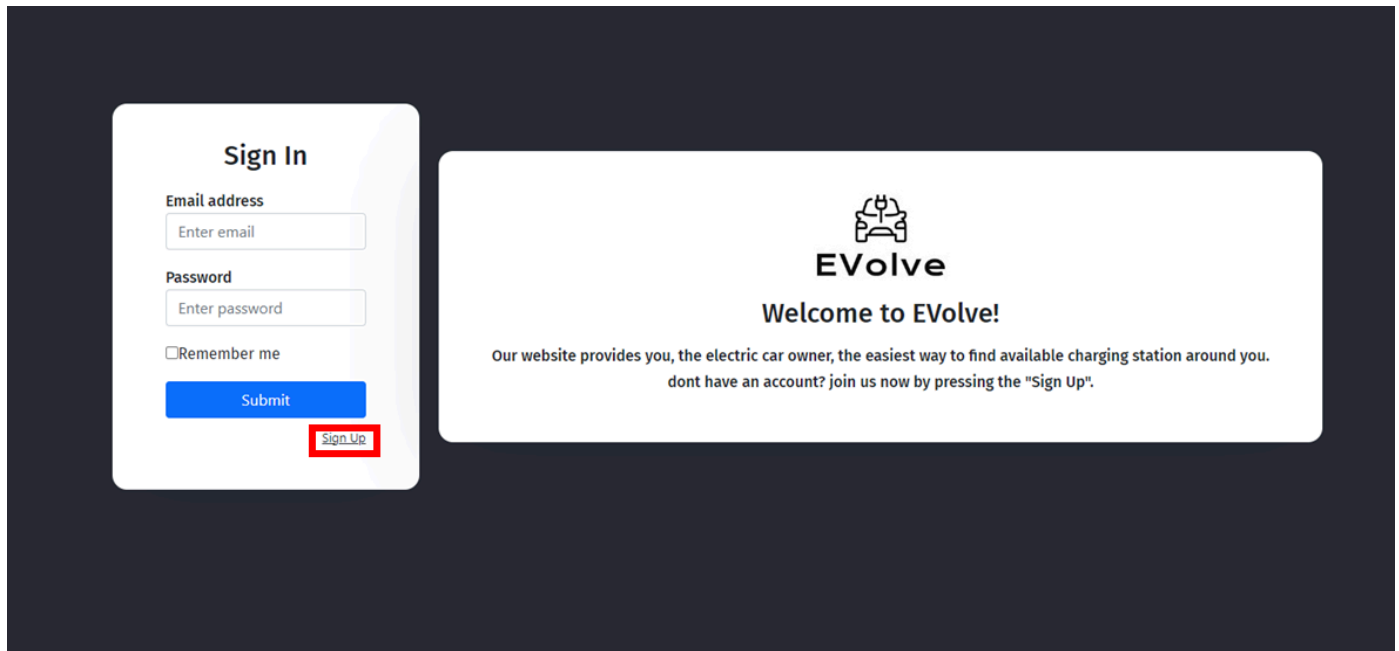 Sign In
Email address
Enter email
Password
Enter password
Remember me
Submit
Sign Up
EVolve
Welcome to EVolve!
Our website provides you, the electric car owner, the easiest way to find available charging station around you.
dont have an account? join us now by pressing the "Sign Up".